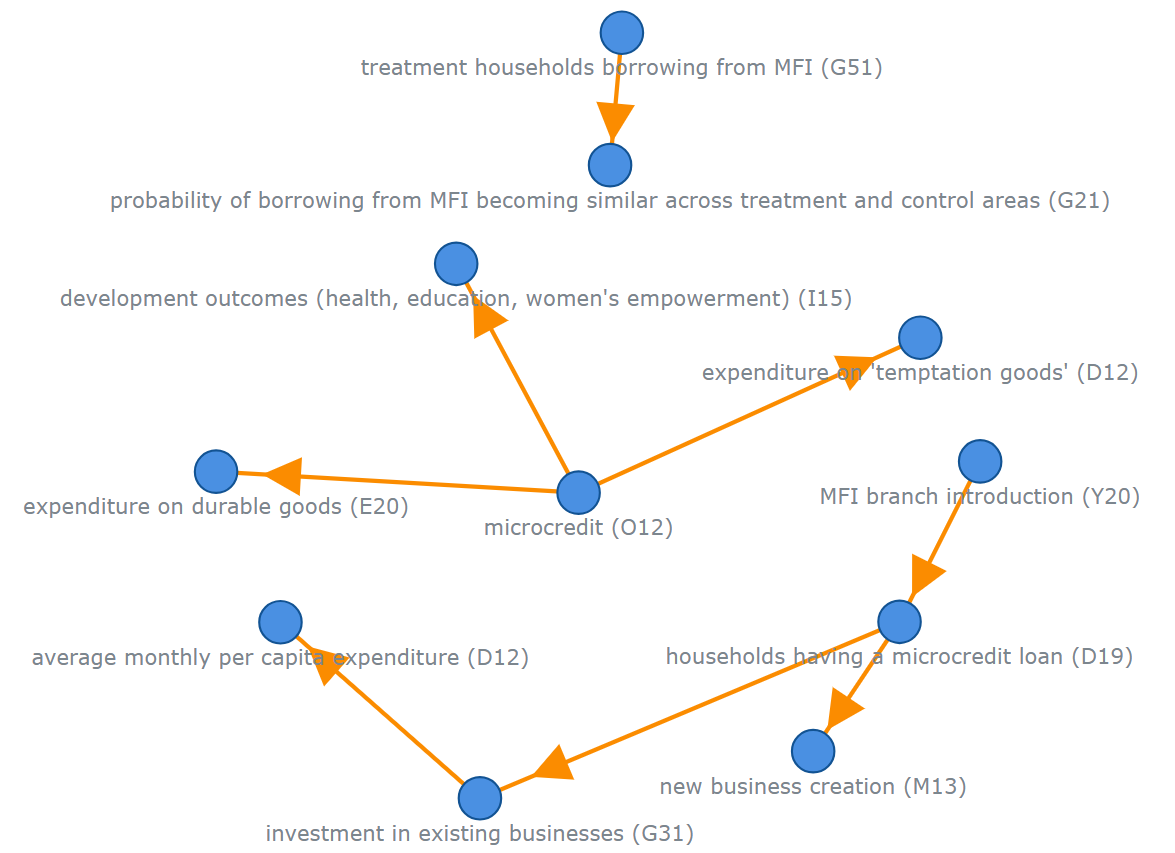 treatment households borrowing from MFI (G51)
probability of borrowing from MFI becoming similar across treatment and control areas (G21)
development outcomes (health, education, women's empowerment) (I15)
expenditure on 'temptation goods' (D12)
MFI branch introduction (Y20)
expenditure on durable goods (E20)
microcredit (O12)
average monthly per capita expenditure (D12)
households having a microcredit loan (D19)
new business creation (M13)
investment in existing businesses (G31)